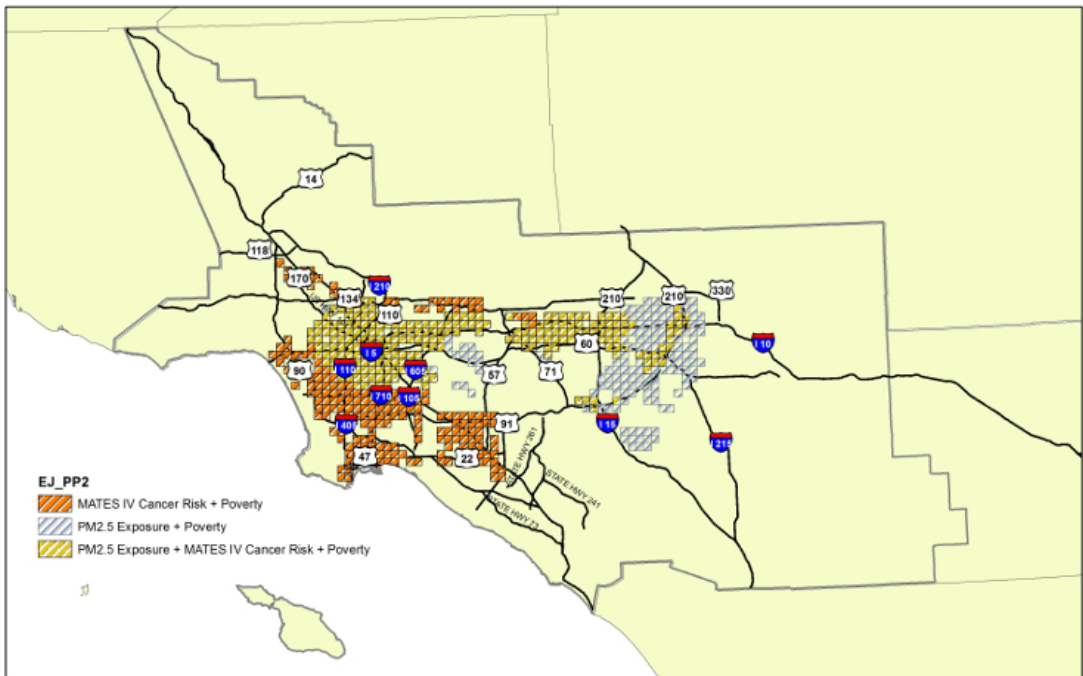 14
118
170
210
134
110
210
210
330
I 5
60
I 10
90
110
605
57
71
710
105
405
91
I 15
I 215
47
22
STATE HWY 261
STATE HWY 241
STATE HWY 73
EJ_PP2
MATES IV Cancer Risk + Poverty
PM2.5 Exposure + Poverty
PM2.5 Exposure + MATES IV Cancer Risk + Poverty